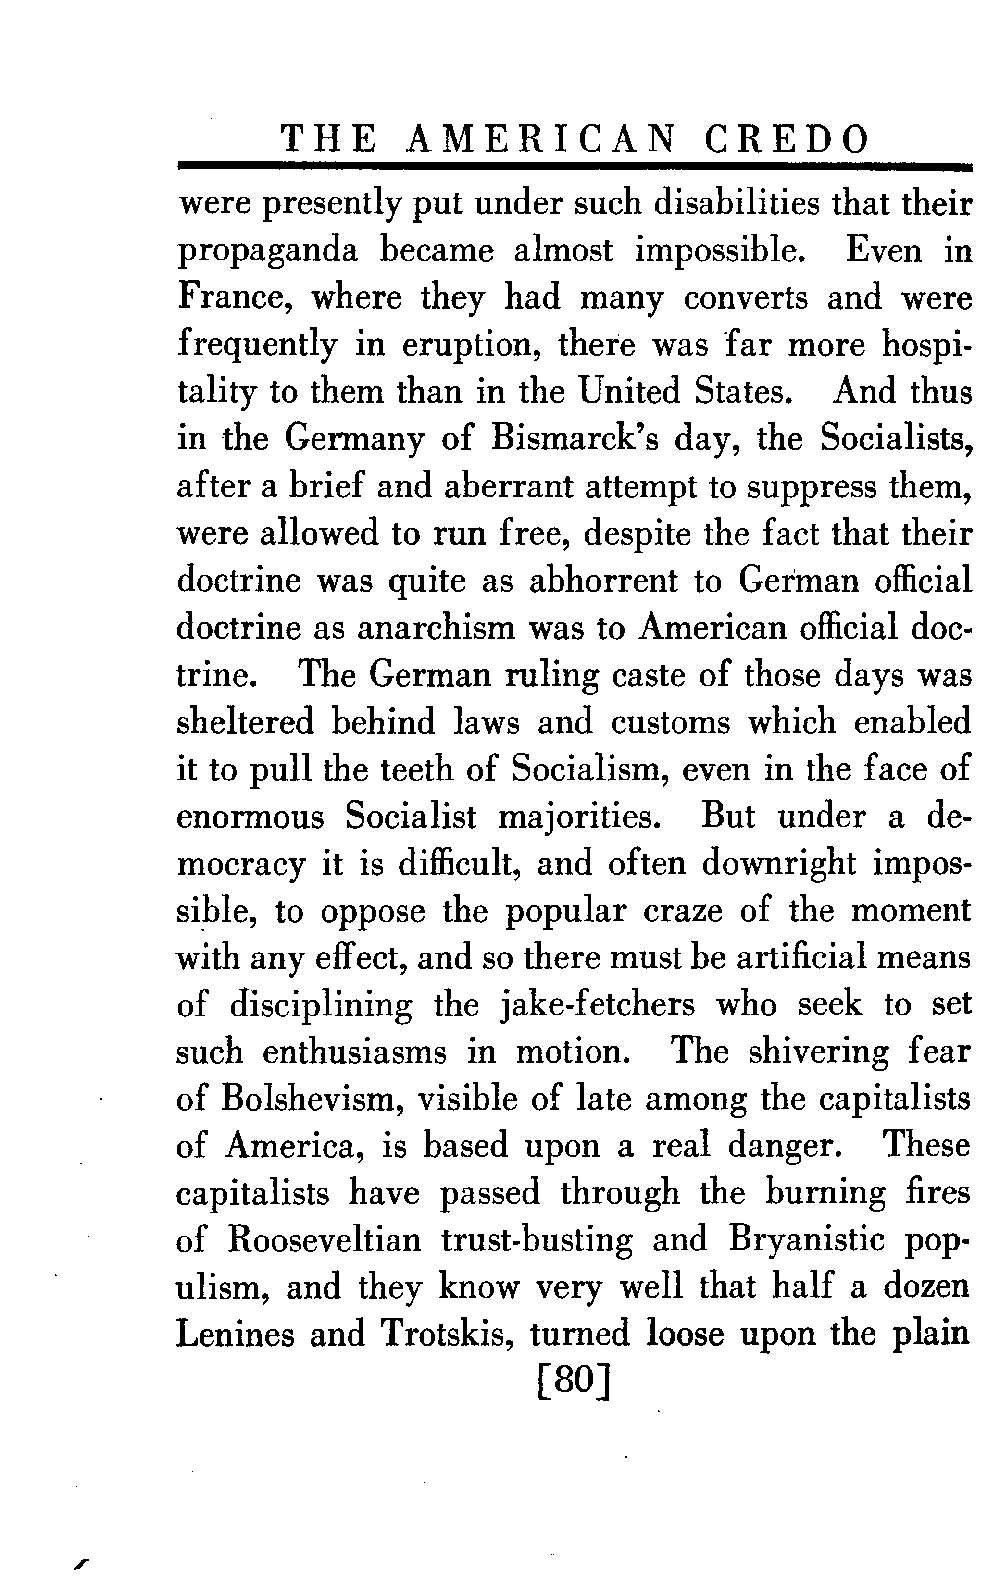 THE AMERICAN CREDO
were presently put under such disabilities that their
propaganda became almost impossible. Even in
France, where they had many converts and were
frequently in eruption, there was far more hospi-
tality to them than in the United States. And thus
in the Germany of Bismarck's day, the Socialists,
after a brief and aberrant attempt to suppress them,
were allowed to run free, despite the fact that their
doctrine was quite as abhorrent to German official
doctrine as anarchism was to American official doc-
trine. The German ruling caste of those days was
sheltered behind laws and customs which enabled
it to pull the teeth of Socialism, even in the face of
enormous Socialist majorities. But under a de-
mocracy it is difficult, and often downright impos-
sible, to oppose the popular craze of the moment
with any effect, and so there must be artificial means
of disciplining the jake-fetchers who seek to set
such enthusiasms in motion. The shivering fear
of Bolshevism, visible of late among the capitalists
of America, is based upon a real danger. These
capitalists have passed through the burning fires
of Rooseveltian trust-busting and Bryanistic pop-
ulism, and they know very well that half a dozen
Lenines and Trotskis, turned loose upon the plain
[80]